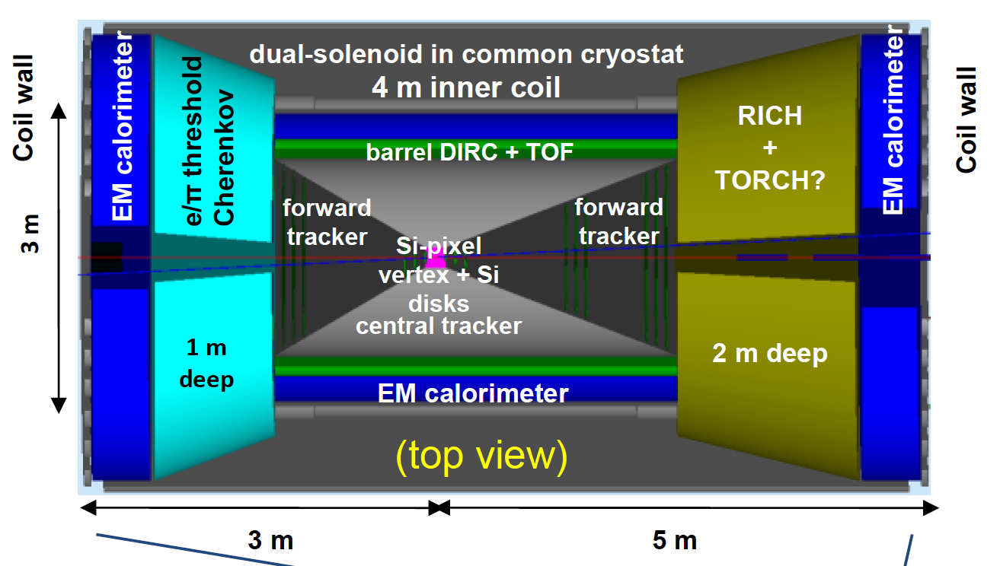 dual-solenoid in common cryostat
4 m inner coil
Coil wall
EM calorimeter
e/π threshold
Cherenkov
RICH
+
TORCH?
EM calorimeter
Coil wall
barrel DIRC + TOF
forward
tracker
forward
tracker
3 m
Si-pixel
vertex + Si
disks
central tracker
1 m
deep
2 m deep
EM calorimeter
(top view)
3 m
5 m